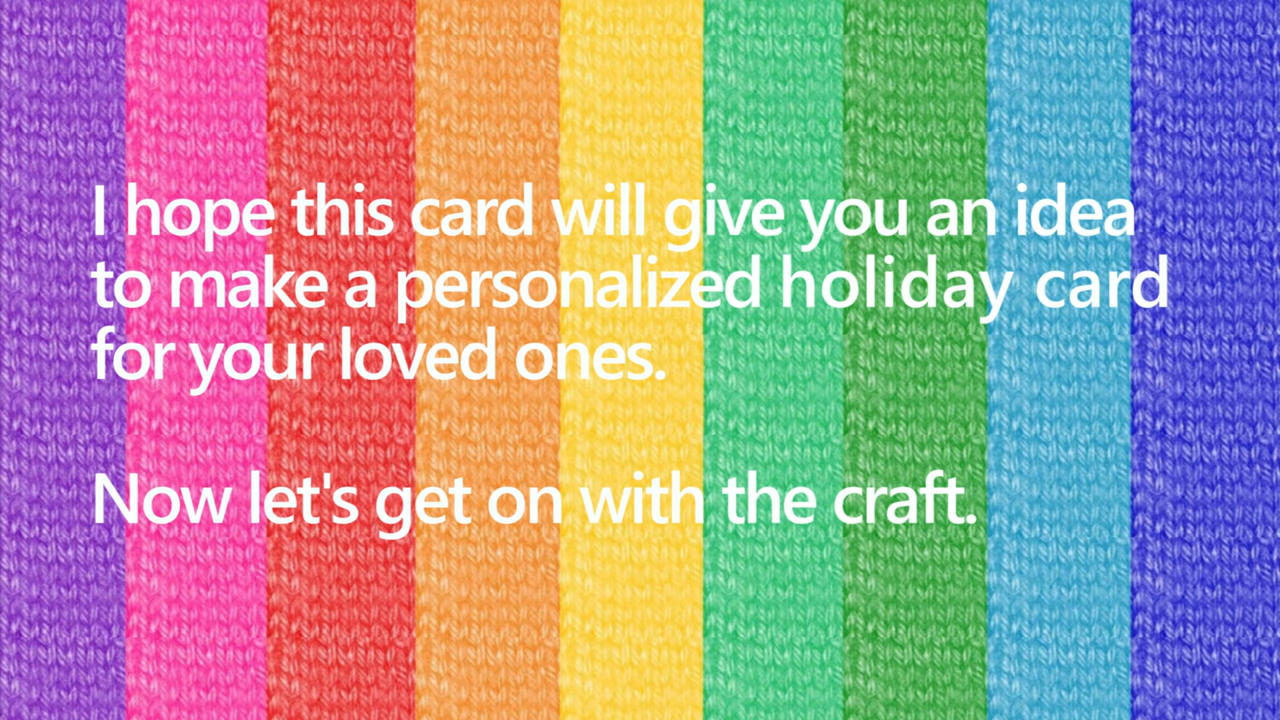 I hope this card will give you an idea
to make a personalized holiday card
for your loved ones.
Now let's get on with the craft.